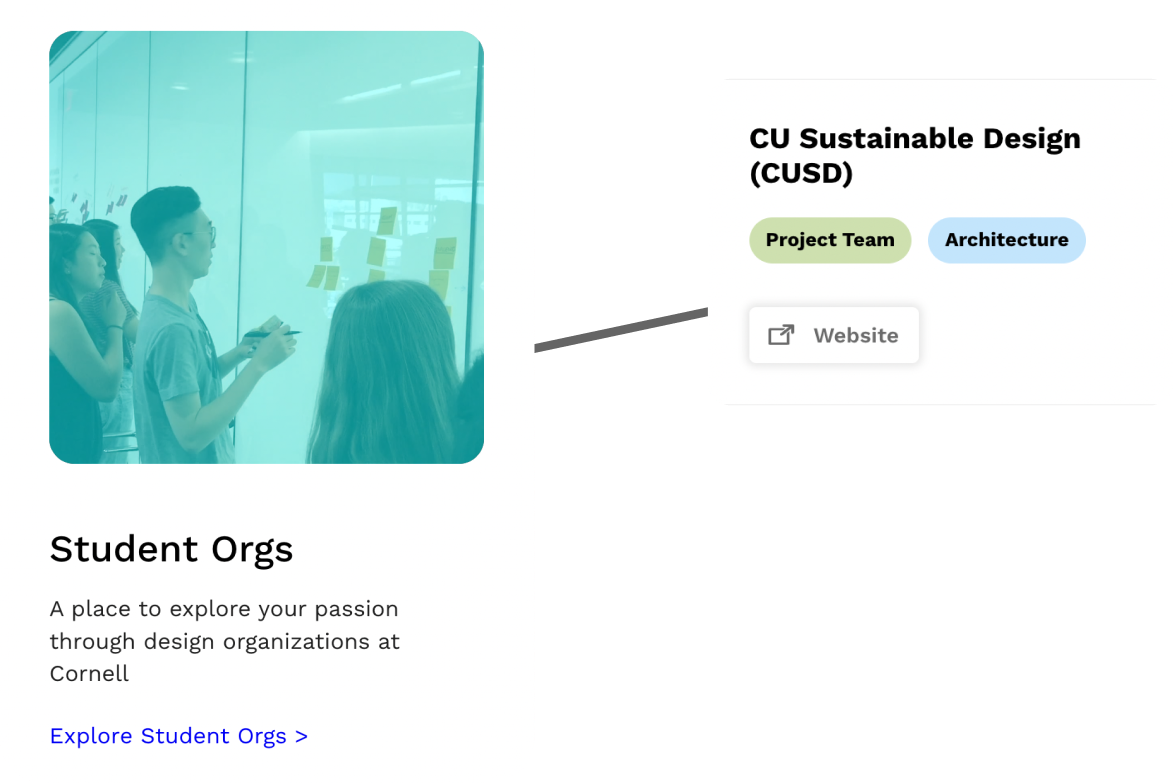 Student Orgs
A place to explore your passion
through design organizations at
Cornell
Explore Student Orgs >
CU Sustainable Design
(CUSD)
Project Team
Architecture
Website